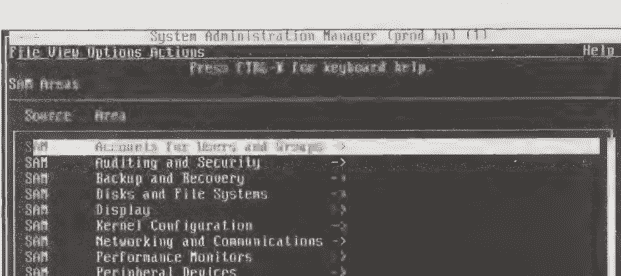 System Administration Manager (prod_hp) (1)
File View Options Actions Help
Press CTRL-K for keyboard help.
SAM Areas
Source Area
SAM Accounts for Users and Groups ->
SAM Auditing and Security ->
SAM Backup and Recovery ->
SAM Disks and File Systems ->
SAM Display ->
SAM Kernel Configuration ->
SAM Networking and Communications ->
SAM Performance Monitors ->
SAM Peripheral Devices ->